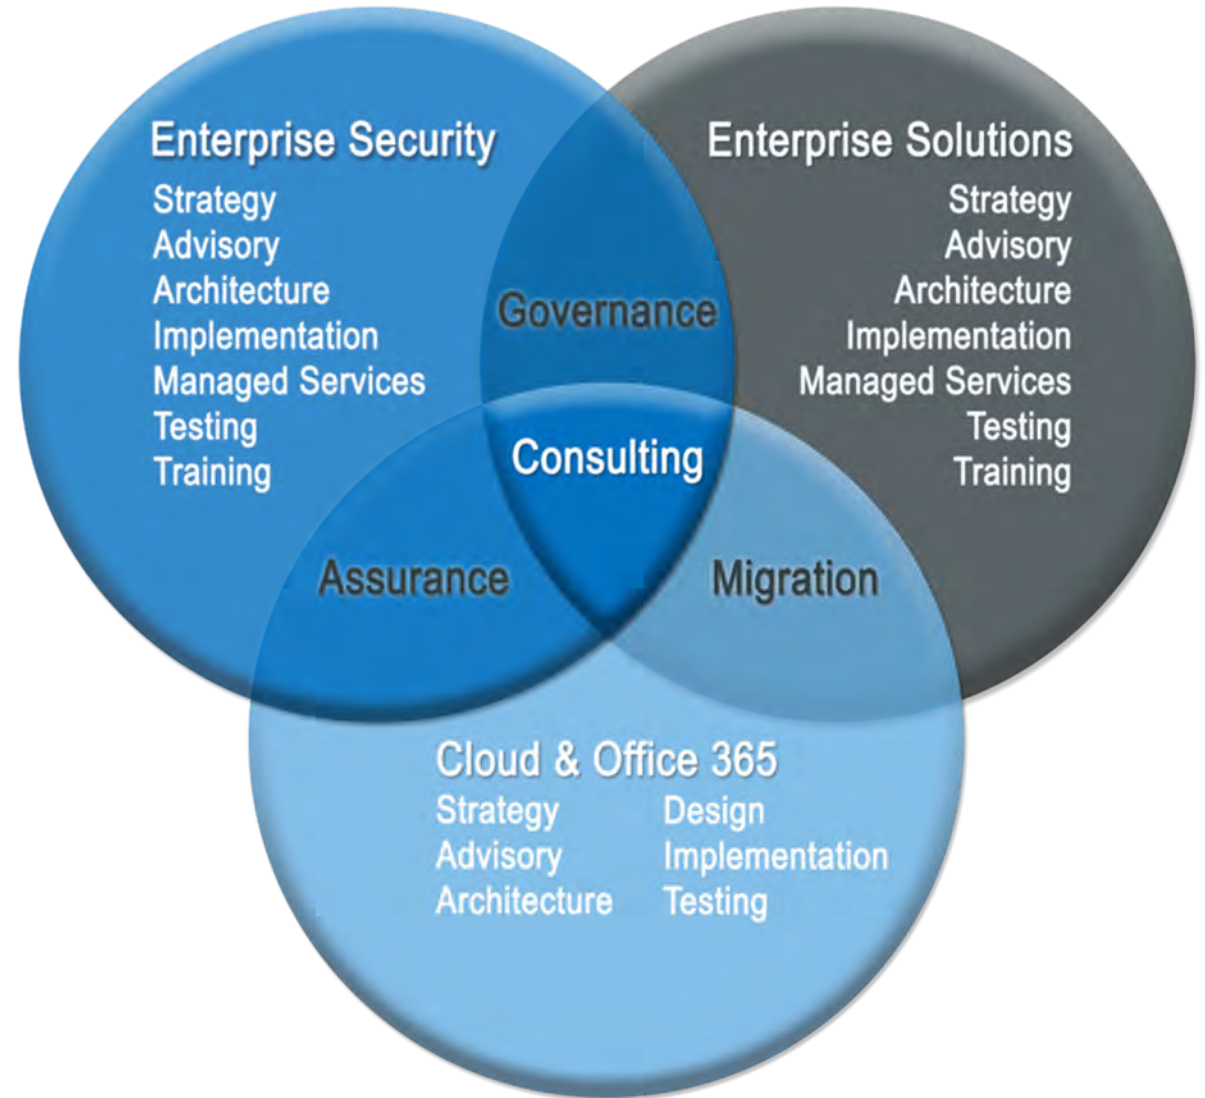 Enterprise Security
Strategy
Advisory
Architecture
Implementation
Managed Services
Testing
Training
Enterprise Solutions
Strategy
Advisory
Architecture
Implementation
Managed Services
Testing
Training
Governance
Consulting
Assurance
Migration
Cloud & Office 365
Strategy
Advisory
Architecture
Design
Implementation
Testing